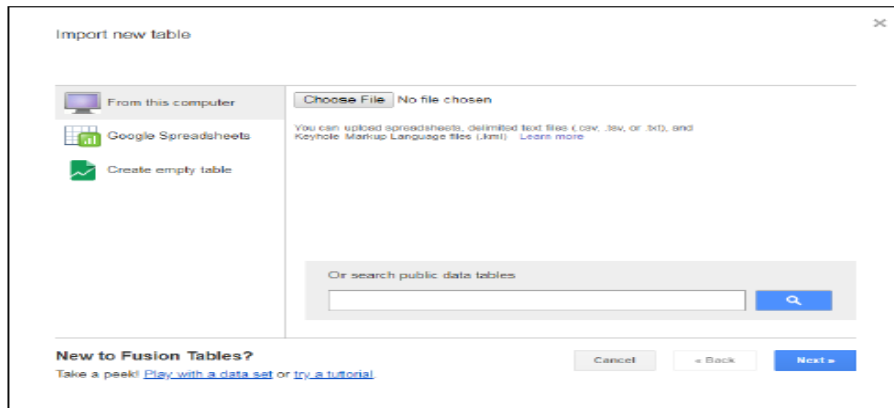 Import new table
×
From this computer
Google Spreadsheets
Create empty table
Choose File No file chosen
You can upload spreadsheets, delimited text files (.csv, .tsv, or .txt), and
Keyhole Markup Language files (.kml) Learn more
Or search public data tables
New to Fusion Tables?
Take a peek! Play with a data set or try a tutorial.
Cancel
« Back
Next »